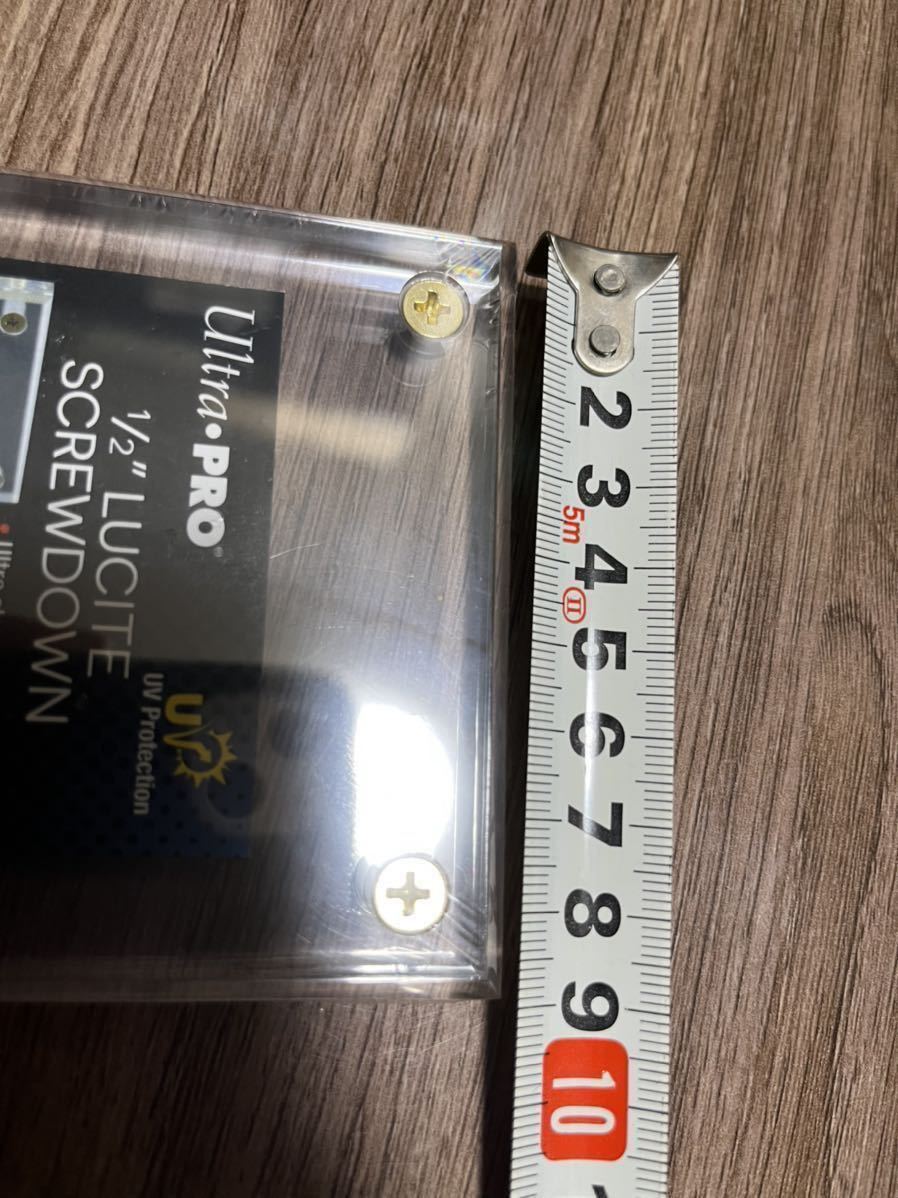 Ultra•PRO®
1/2" LUCITE
SCREWDOWN
UV
UV Protection
2
3
5m
4
II
5
6
7
8
9
10